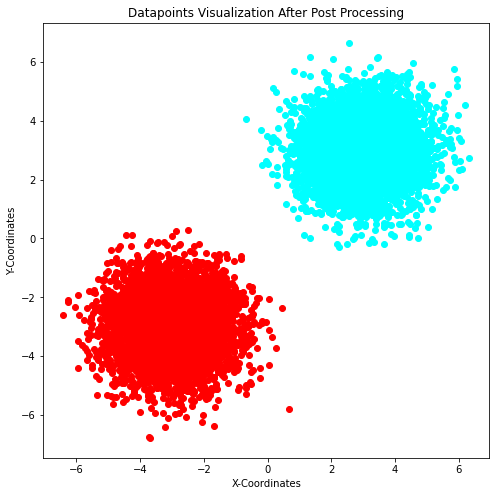 Datapoints Visualization After Post Processing
6
4
2
0
−2
−4
−6
Y-Coordinates
−6 −4 −2 0 2 4 6
X-Coordinates